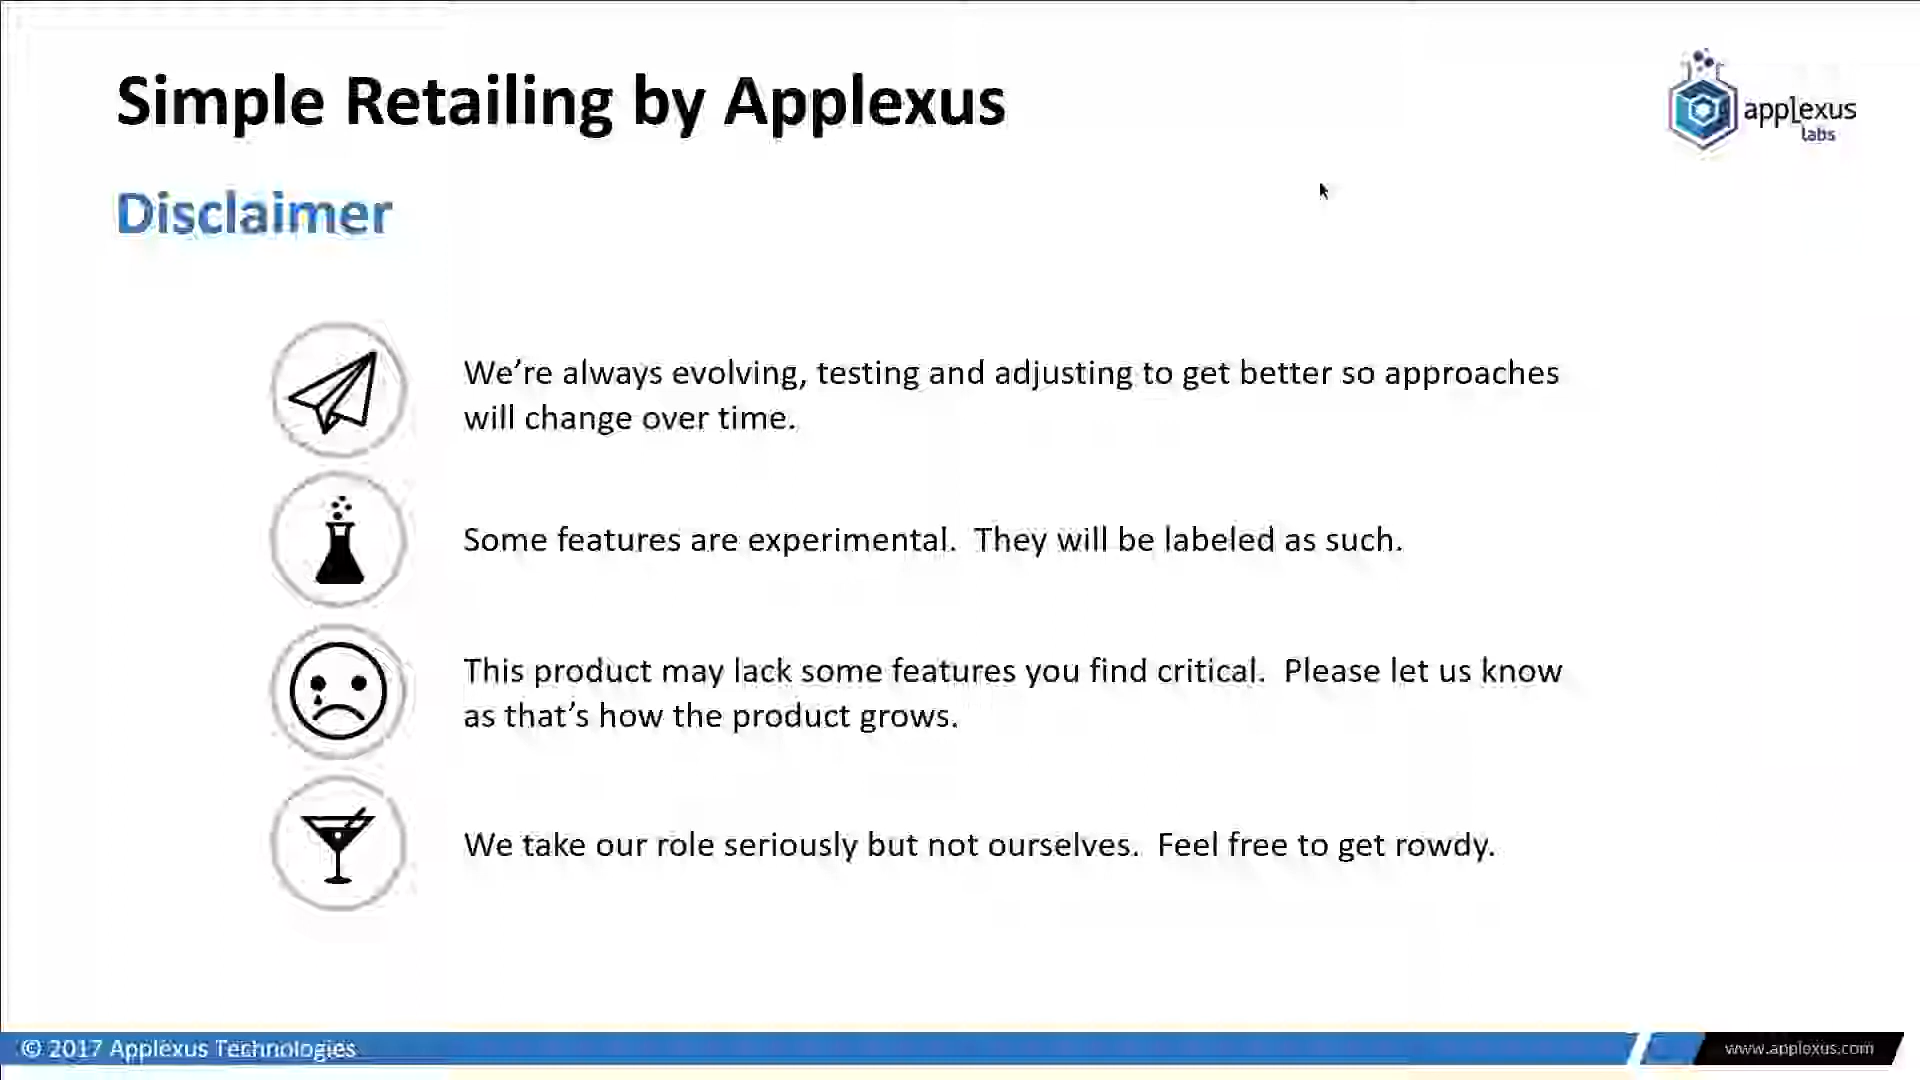 Simple Retailing by Applexus
applexus
labs
Disclaimer
We’re always evolving, testing and adjusting to get better so approaches
will change over time.
Some features are experimental.  They will be labeled as such.
This product may lack some features you find critical.  Please let us know
as that’s how the product grows.
We take our role seriously but not ourselves.  Feel free to get rowdy.
© 2017 Applexus Technologies
www.applexus.com